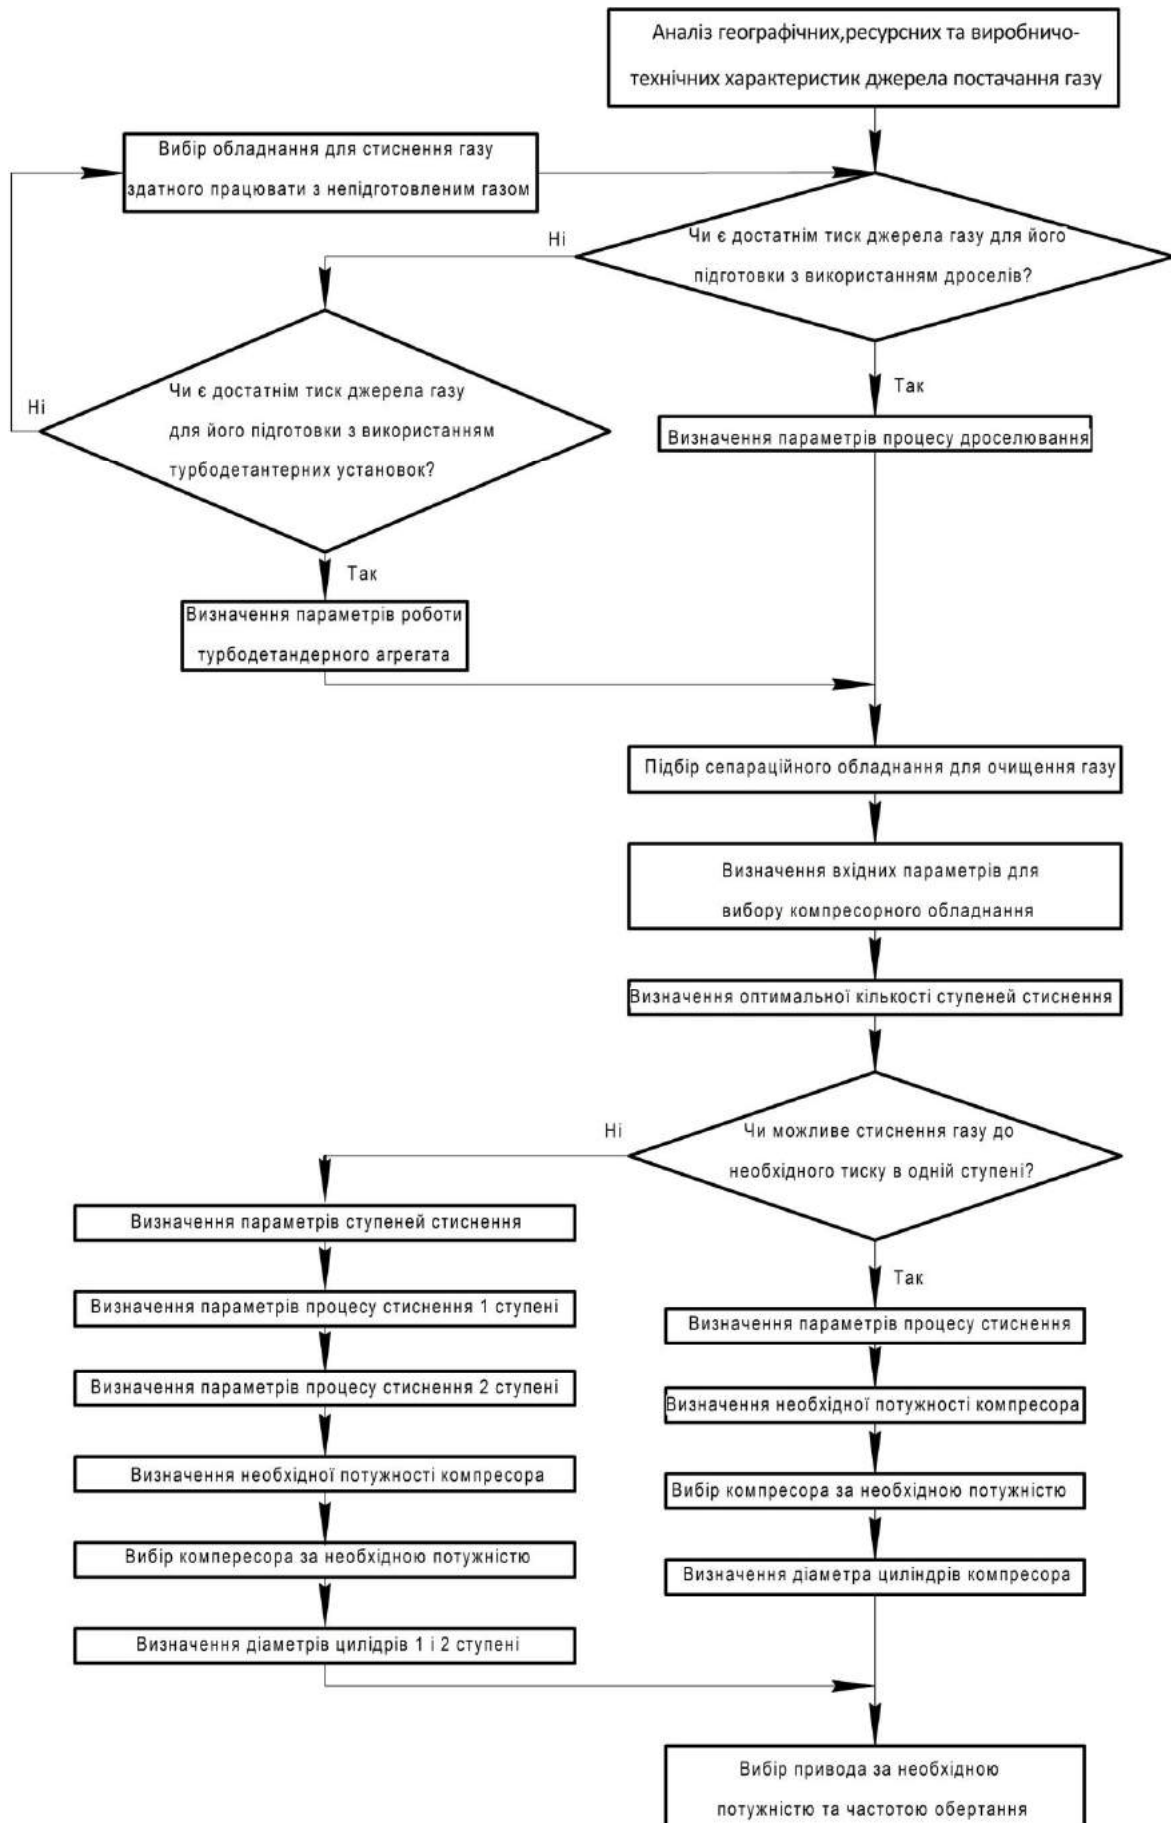 Аналіз географічних,ресурсних та виробничо-
технічних характеристик джерела постачання газу
Вибір обладнання для стиснення газу
здатного працювати з непідготовленим газом
Ні
Чи є достатнім тиск джерела газу для його
підготовки з використанням дроселів?
Ні
Чи є достатнім тиск джерела газу
для його підготовки з використанням
турбодетантерних установок?
Так
Визначення параметрів процесу дроселювання
Так
Визначення параметрів роботи
турбодетандерного агрегата
Підбір сепараційного обладнання для очищення газу
Визначення вхідних параметрів для
вибору компресорного обладнання
Визначення оптимальної кількості ступеней стиснення
Ні
Чи можливе стиснення газу до
необхідного тиску в одній ступені?
Визначення параметрів ступеней стиснення
Визначення параметрів процесу стиснення 1 ступені
Визначення параметрів процесу стиснення 2 ступені
Визначення необхідної потужності компресора
Вибір компересора за необхідною потужністю
Визначення діаметрів цилідрів 1 і 2 ступені
Так
Визначення параметрів процесу стиснення
Визначення необхідної потужності компресора
Вибір компресора за необхідною потужністю
Визначення діаметра циліндрів компресора
Вибір привода за необхідною
потужністю та частотою обертання